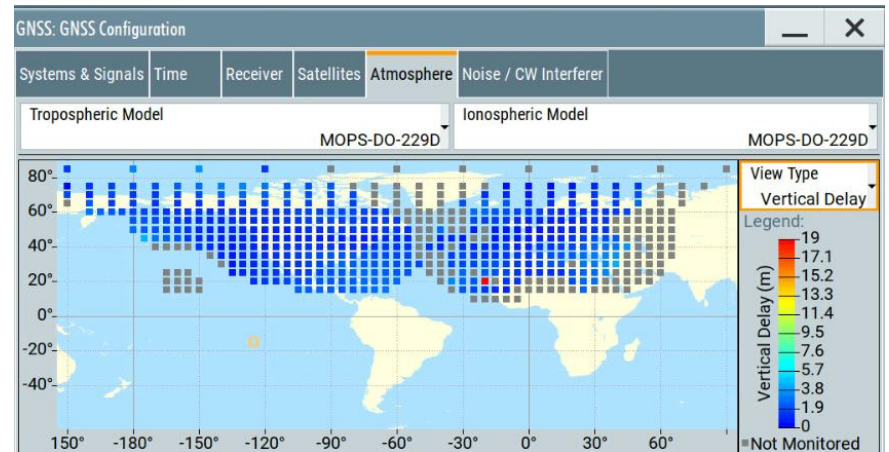 GNSS: GNSS Configuration
Systems & Signals Time Receiver Satellites Atmosphere Noise / CW Interferer
Tropospheric Model
MOPS-DO-229D
Ionospheric Model
MOPS-DO-229D
View Type
Vertical Delay
Legend:
Vertical Delay (m)
19
17.1
15.2
13.3
11.4
9.5
7.6
5.7
3.8
1.9
0
Not Monitored
80°
60°
40°
20°
0°
-20°
-40°
150° -180° -150° -120° -90° -60° -30° 0° 30° 60°